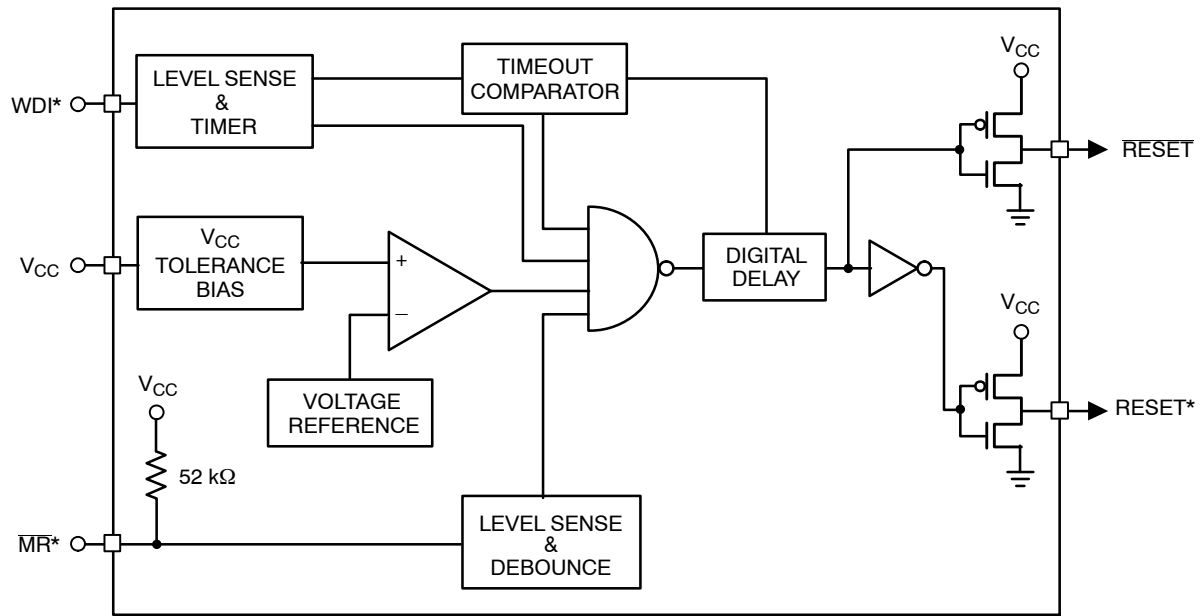 WDI*
LEVEL SENSE
&
TIMER
TIMEOUT
COMPARATOR
VCC
RESET
VCC
VCC
TOLERANCE
BIAS
+
–
DIGITAL
DELAY
VOLTAGE
REFERENCE
VCC
RESET*
VCC
52 kΩ
MR*
LEVEL SENSE
&
DEBOUNCE